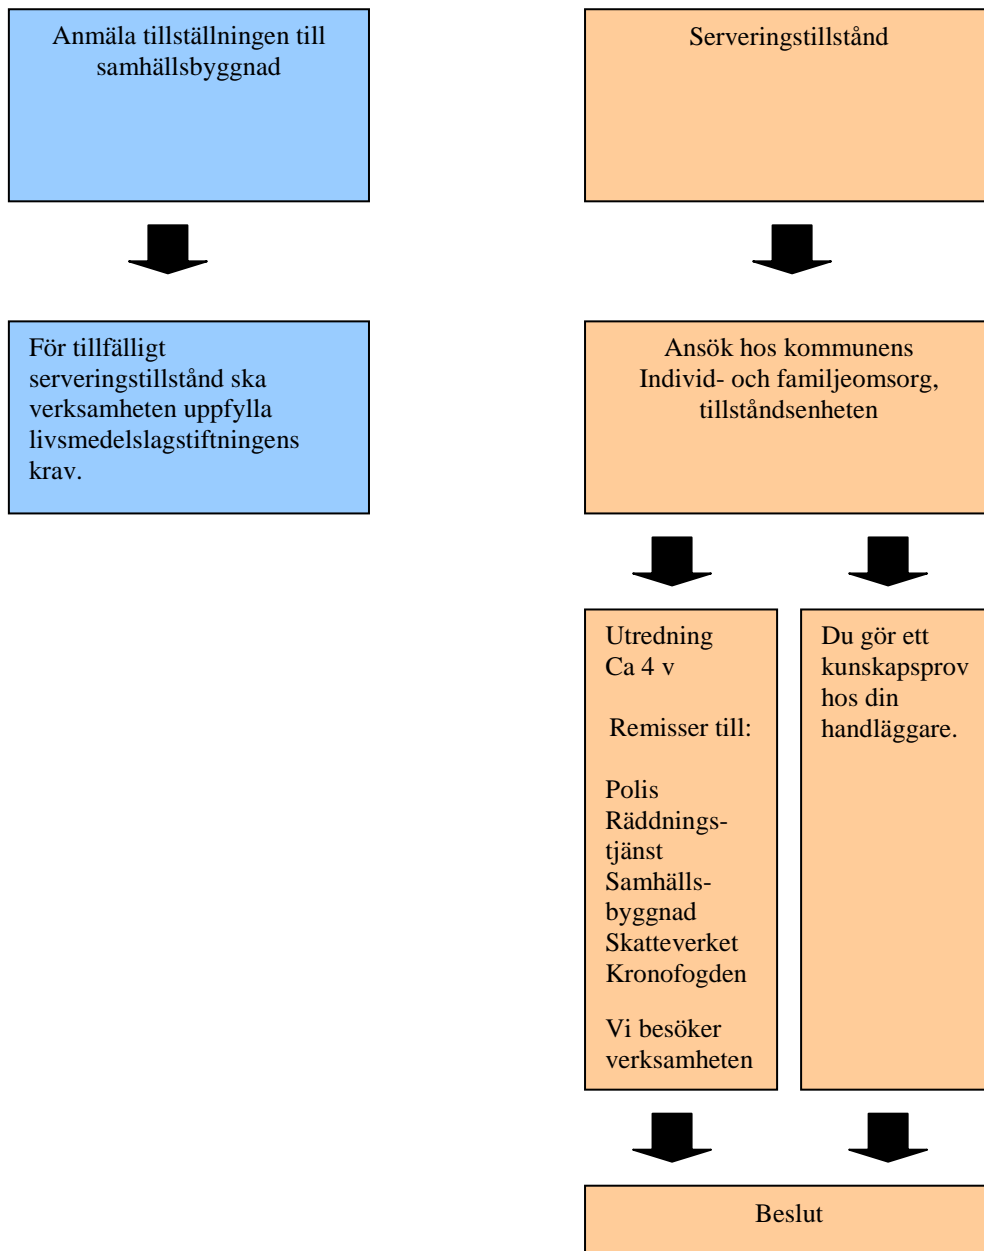 Anmäla tillställningen till
samhällsbyggnad
För tillfälligt
serveringstillstånd ska
verksamheten uppfylla
livsmedelslagstiftningens
krav.
Serveringstillstånd
Ansök hos kommunens
Individ- och familjeomsorg,
tillståndsenheten
Utredning
Ca 4 v
Remisser till:
Polis
Räddnings-
tjänst
Samhälls-
byggnad
Skatteverket
Kronofogden
Vi besöker
verksamheten
Du gör ett
kunskapsprov
hos din
handläggare.
Beslut